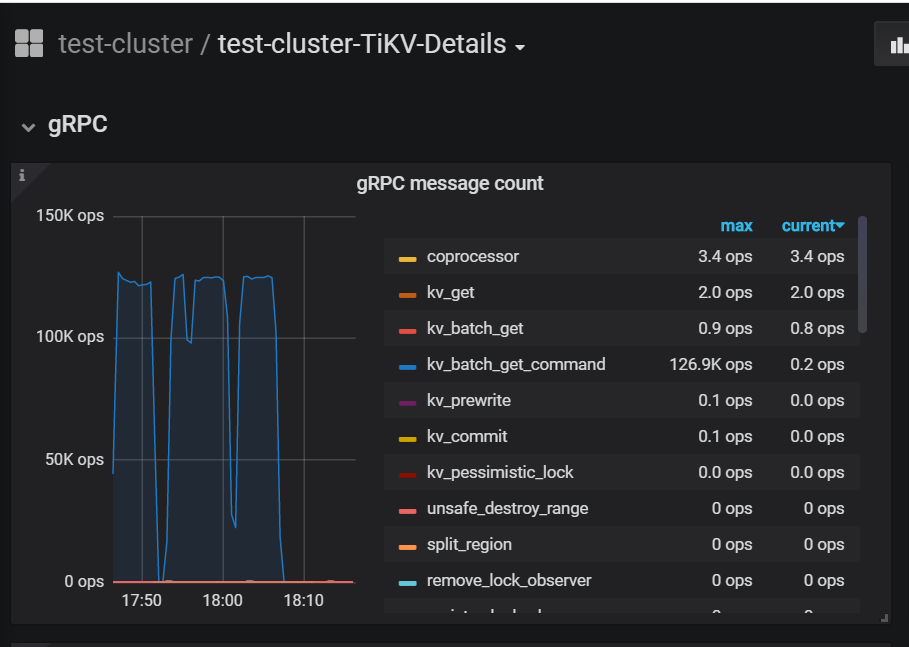 test-cluster / test-cluster-TiKV-Details
gRPC
i
gRPC message count
150K ops
100K ops
50K ops
0 ops
17:50 18:00 18:10
max current
coprocessor 3.4 ops 3.4 ops
kv_get 2.0 ops 2.0 ops
kv_batch_get 0.9 ops 0.8 ops
kv_batch_get_command 126.9K ops 0.2 ops
kv_prewrite 0.1 ops 0.0 ops
kv_commit 0.1 ops 0.0 ops
kv_pessimistic_lock 0.0 ops 0.0 ops
unsafe_destroy_range 0 ops 0 ops
split_region 0 ops 0 ops
remove_lock_observer 0 ops 0 ops